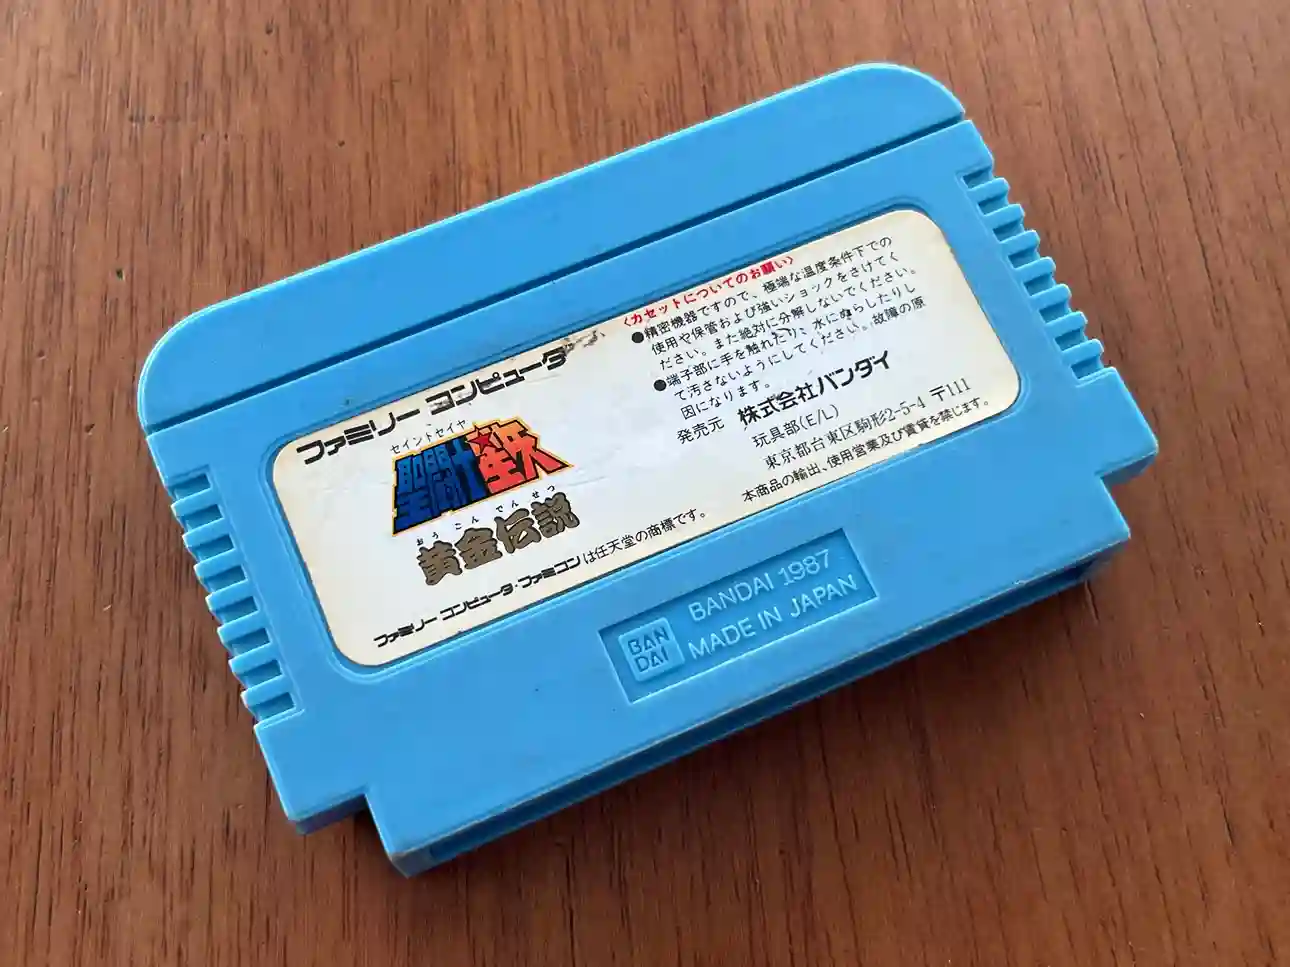 ファミリー コンピュータ
セイントセイヤ
聖闘士星矢
おうごんでんせつ
黄金伝説
ファミリー コンピュータ・ファミコンは任天堂の商標です。
〈カセットについてのお願い〉
●精密機器ですので、極端な温度条件下での
使用や保管および強いショックをさけてく
ださい。また絶対に分解しないでください。
●端子部に手を触れたり、水にぬらしたりし
て汚さないようにしてください。故障の原
因になります。
発売元 株式会社バンダイ
玩具部(E/L)
東京都台東区駒形2-5-4 〒111
本商品の輸出、使用営業及び賃貸を禁じます。
BAN
DAI
BANDAI 1987
MADE IN JAPAN